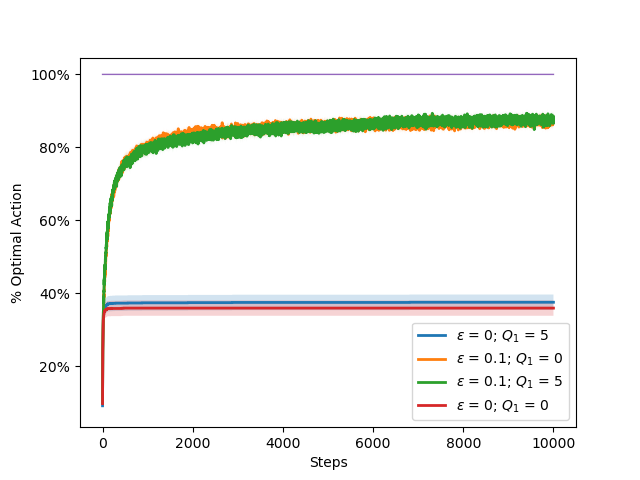 100%
80%
60%
40%
20%
% Optimal Action
0 2000 4000 6000 8000 10000
Steps
ε = 0; Q₁ = 5
ε = 0.1; Q₁ = 0
ε = 0.1; Q₁ = 5
ε = 0; Q₁ = 0